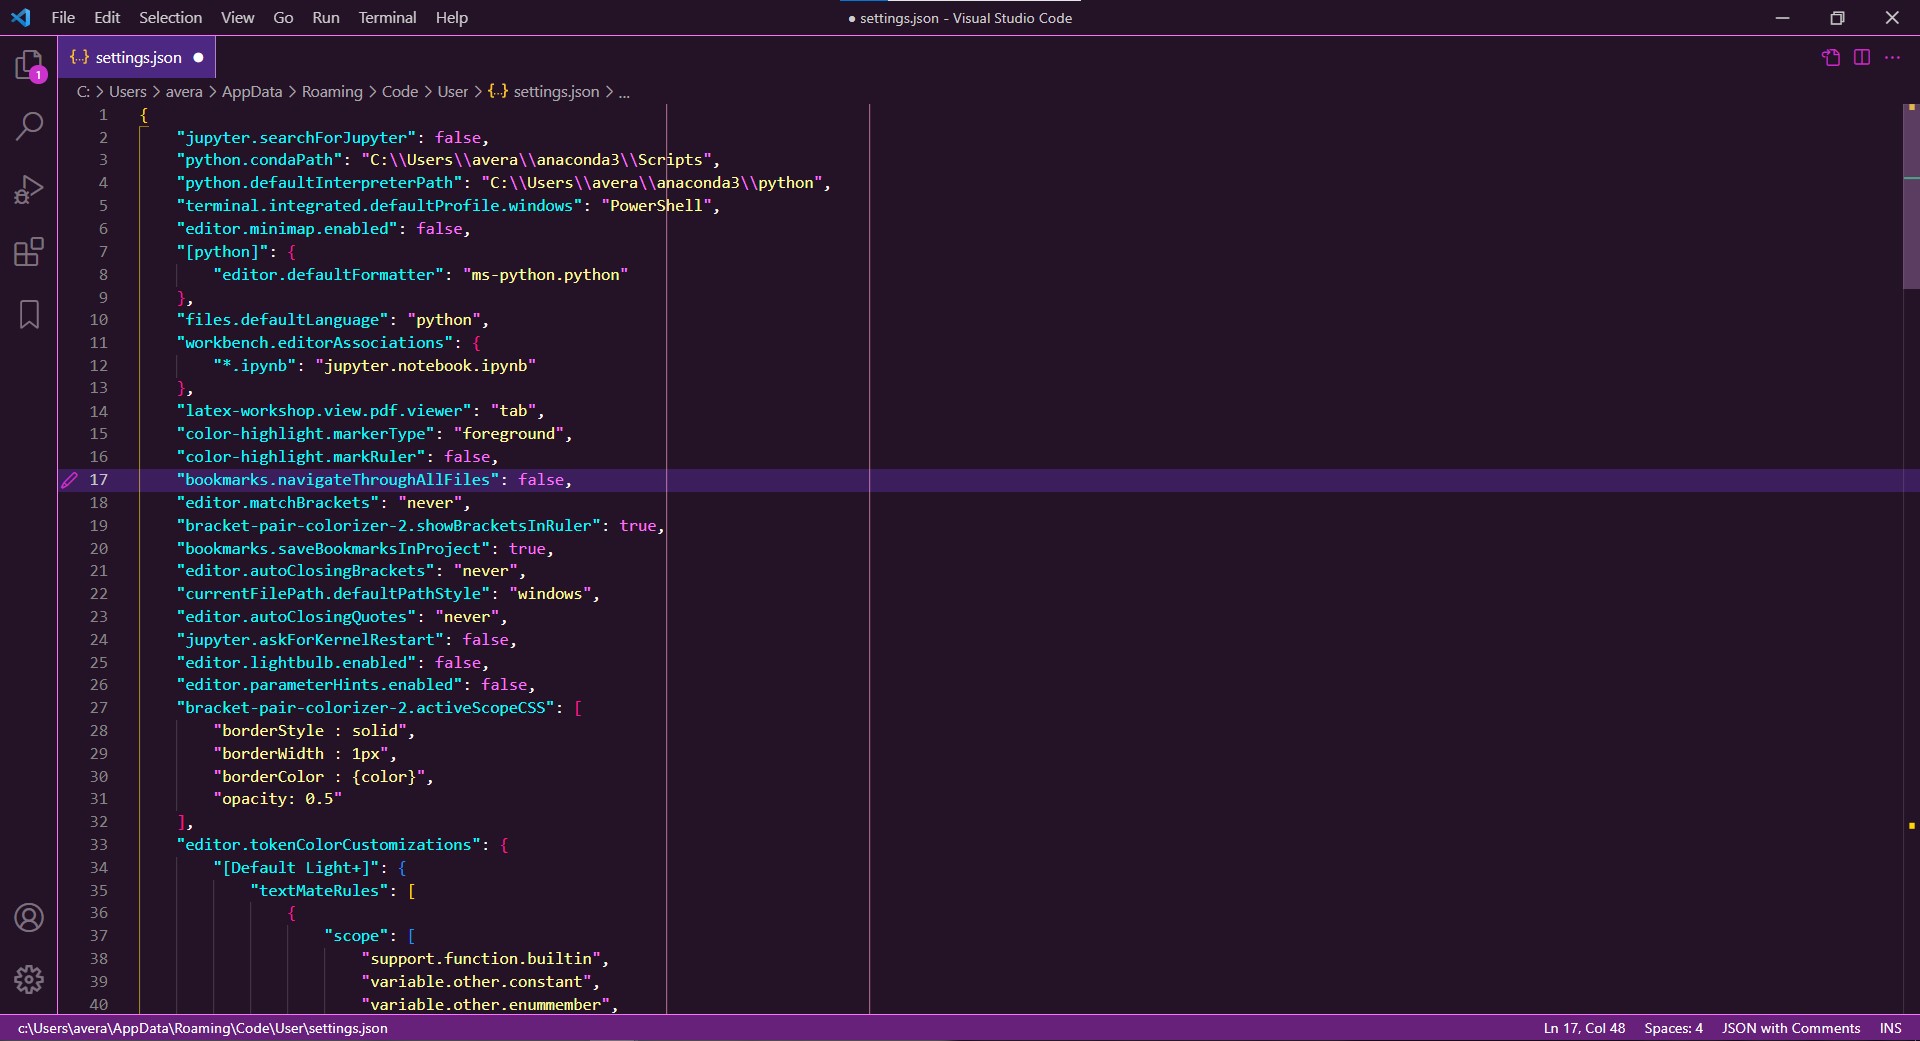 File Edit Selection View Go Run Terminal Help
● settings.json - Visual Studio Code
1
{..} settings.json ●
C: > Users > avera > AppData > Roaming > Code > User > {..} settings.json > ...
1 {
2 "jupyter.searchForJupyter": false,
3 "python.condaPath": "C:\\Users\\avera\\anaconda3\\Scripts",
4 "python.defaultInterpreterPath": "C:\\Users\\avera\\anaconda3\\python",
5 "terminal.integrated.defaultProfile.windows": "PowerShell",
6 "editor.minimap.enabled": false,
7 "[python]": {
8 "editor.defaultFormatter": "ms-python.python"
9 },
10 "files.defaultLanguage": "python",
11 "workbench.editorAssociations": {
12 "*.ipynb": "jupyter.notebook.ipynb"
13 },
14 "latex-workshop.view.pdf.viewer": "tab",
15 "color-highlight.markerType": "foreground",
16 "color-highlight.markRuler": false,
17 "bookmarks.navigateThroughAllFiles": false,
18 "editor.matchBrackets": "never",
19 "bracket-pair-colorizer-2.showBracketsInRuler": true,
20 "bookmarks.saveBookmarksInProject": true,
21 "editor.autoClosingBrackets": "never",
22 "currentFilePath.defaultPathStyle": "windows",
23 "editor.autoClosingQuotes": "never",
24 "jupyter.askForKernelRestart": false,
25 "editor.lightbulb.enabled": false,
26 "editor.parameterHints.enabled": false,
27 "bracket-pair-colorizer-2.activeScopeCSS": [
28 "borderStyle : solid",
29 "borderWidth : 1px",
30 "borderColor : {color}",
31 "opacity: 0.5"
32 ],
33 "editor.tokenColorCustomizations": {
34 "[Default Light+]": {
35 "textMateRules": [
36 {
37 "scope": [
38 "support.function.builtin",
39 "variable.other.constant",
40 "variable.other.enummember",
c:\Users\avera\AppData\Roaming\Code\User\settings.json
Ln 17, Col 48 Spaces: 4 JSON with Comments INS